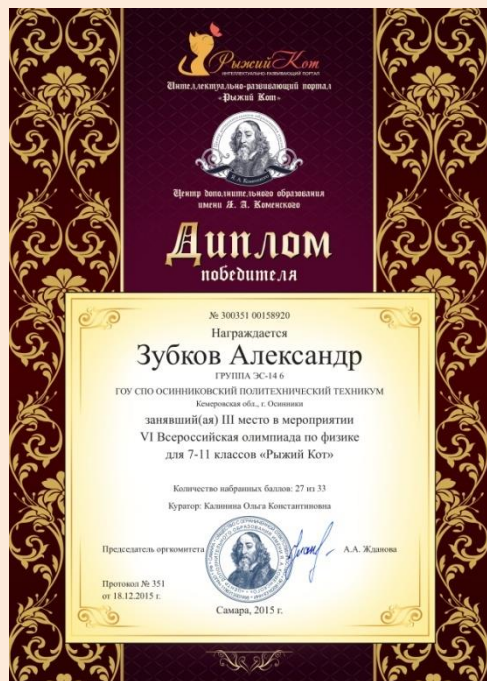 Рыжий Кот
ИНТЕЛЛЕКТУАЛЬНО-РАЗВИВАЮЩИЙ ПОРТАЛ
Интеллектуально-развивающий портал
«Рыжий Кот»
Я. А. Коменский
Центр дополнительного образования
имени Я. А. Коменского
Диплом
победителя
№ 300351 00158920
Награждается
Зубков Александр
ГРУППА ЭС-14 6
ГОУ СПО ОСИННИКОВСКИЙ ПОЛИТЕХНИЧЕСКИЙ ТЕХНИКУМ
Кемеровская обл., г. Осинники
занявший(ая) III место в мероприятии
VI Всероссийская олимпиада по физике
для 7-11 классов «Рыжий Кот»
Количество набранных баллов: 27 из 33
Куратор: Калинина Ольга Константиновна
Председатель оргкомитета
А.А. Жданова
Протокол № 351
от 18.12.2015 г.
Самара, 2015 г.